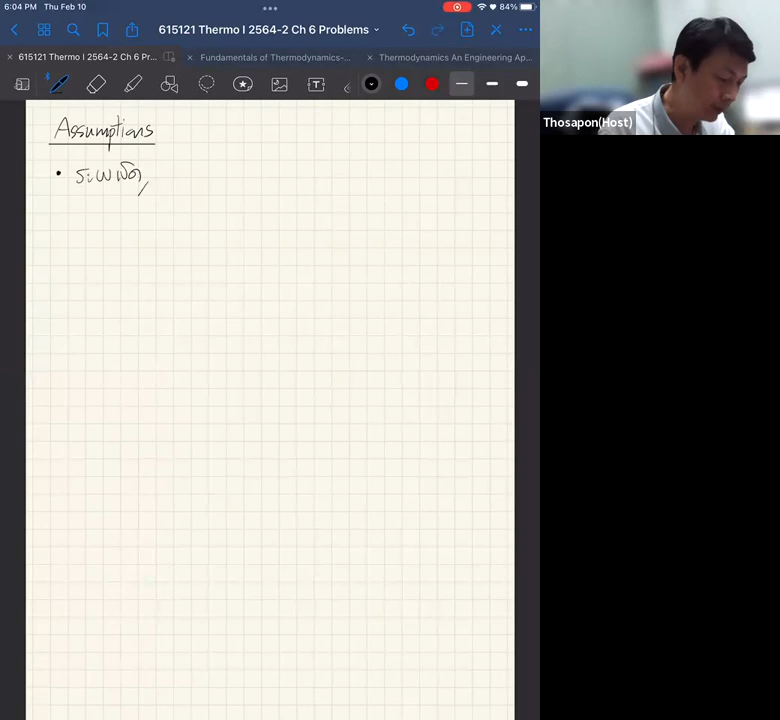 6:04 PM Thu Feb 10
84%
615121 Thermo I 2564-2 Ch 6 Problems
615121 Thermo I 2564-2 Ch 6 Pr...
Fundamentals of Thermodynamics-...
Thermodynamics An Engineering Ap...
Thosapon(Host)
Assumptions
• ระบบเปิด,